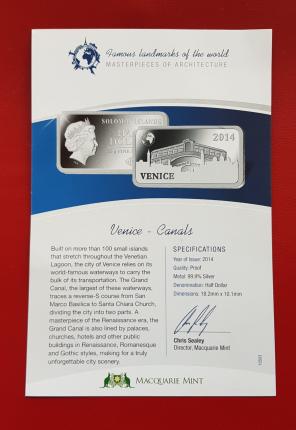 Famous landmarks of the world
MASTERPIECES OF ARCHITECTURE
SOLOMON ISLANDS
2014
VENICE
Venice - Canals
Built on more than 100 small islands
that stretch throughout the Venetian
Lagoon, the city of Venice relies on its
world-famous waterways to carry the
bulk of its transportation. The Grand
Canal, the largest of these waterways,
traces a reverse-S course from San
Marco Basilica to Santa Chiara Church,
dividing the city into two parts. A
masterpiece of the Renaissance era, the
Grand Canal is also lined by palaces,
churches, hotels and other public
buildings in Renaissance, Romanesque
and Gothic styles, making for a truly
unforgettable city scenery.
SPECIFICATIONS
Year of Issue: 2014
Quality: Proof
Metal: 99.9% Silver
Denomination: Half Dollar
Dimensions: 18.2mm x 10.1mm
Chris Sealey
Director, Macquarie Mint
MACQUARIE MINT